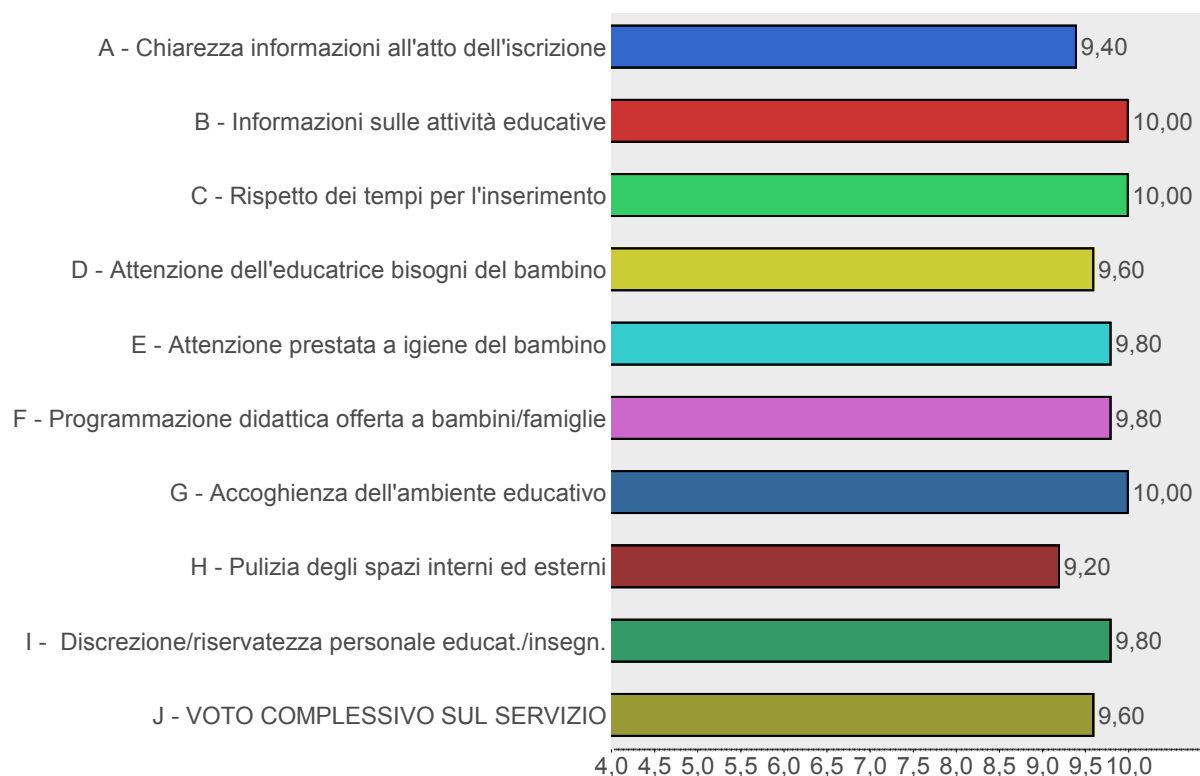 A - Chiarezza informazioni all'atto dell'iscrizione 9,40
B - Informazioni sulle attività educative 10,00
C - Rispetto dei tempi per l'inserimento 10,00
D - Attenzione dell'educatrice bisogni del bambino 9,60
E - Attenzione prestata a igiene del bambino 9,80
F - Programmazione didattica offerta a bambini/famiglie 9,80
G - Accoghienza dell'ambiente educativo 10,00
H - Pulizia degli spazi interni ed esterni 9,20
I -  Discrezione/riservatezza personale educat./insegn. 9,80
J - VOTO COMPLESSIVO SUL SERVIZIO 9,60
4,0 4,5 5,0 5,5 6,0 6,5 7,0 7,5 8,0 8,5 9,0 9,5 10,0